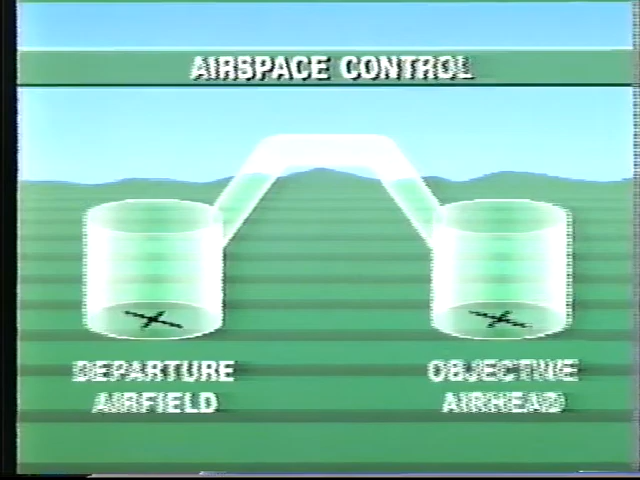 AIRSPACE CONTROL
DEPARTURE
AIRFIELD
OBJECTIVE
AIRHEAD